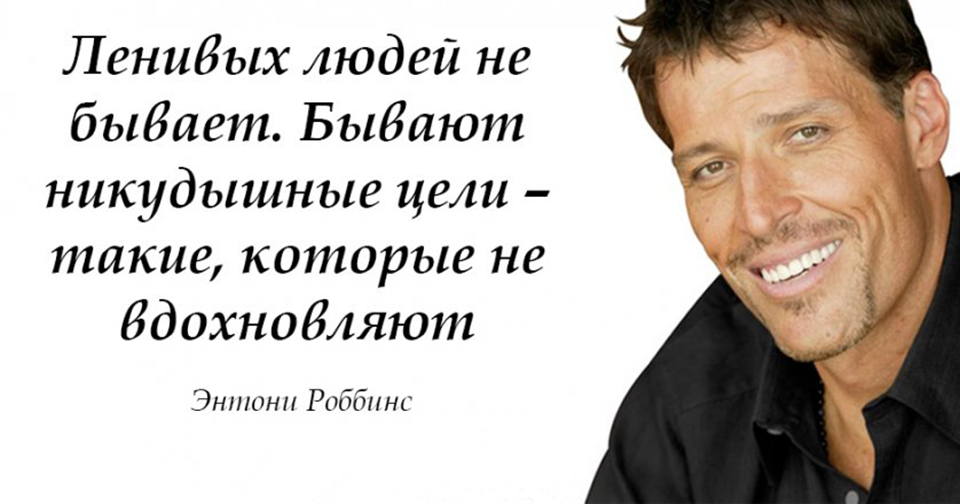 Ленивых людей не
бывает. Бывают
никудышные цели –
такие, которые не
вдохновляют
Энтони Роббинс